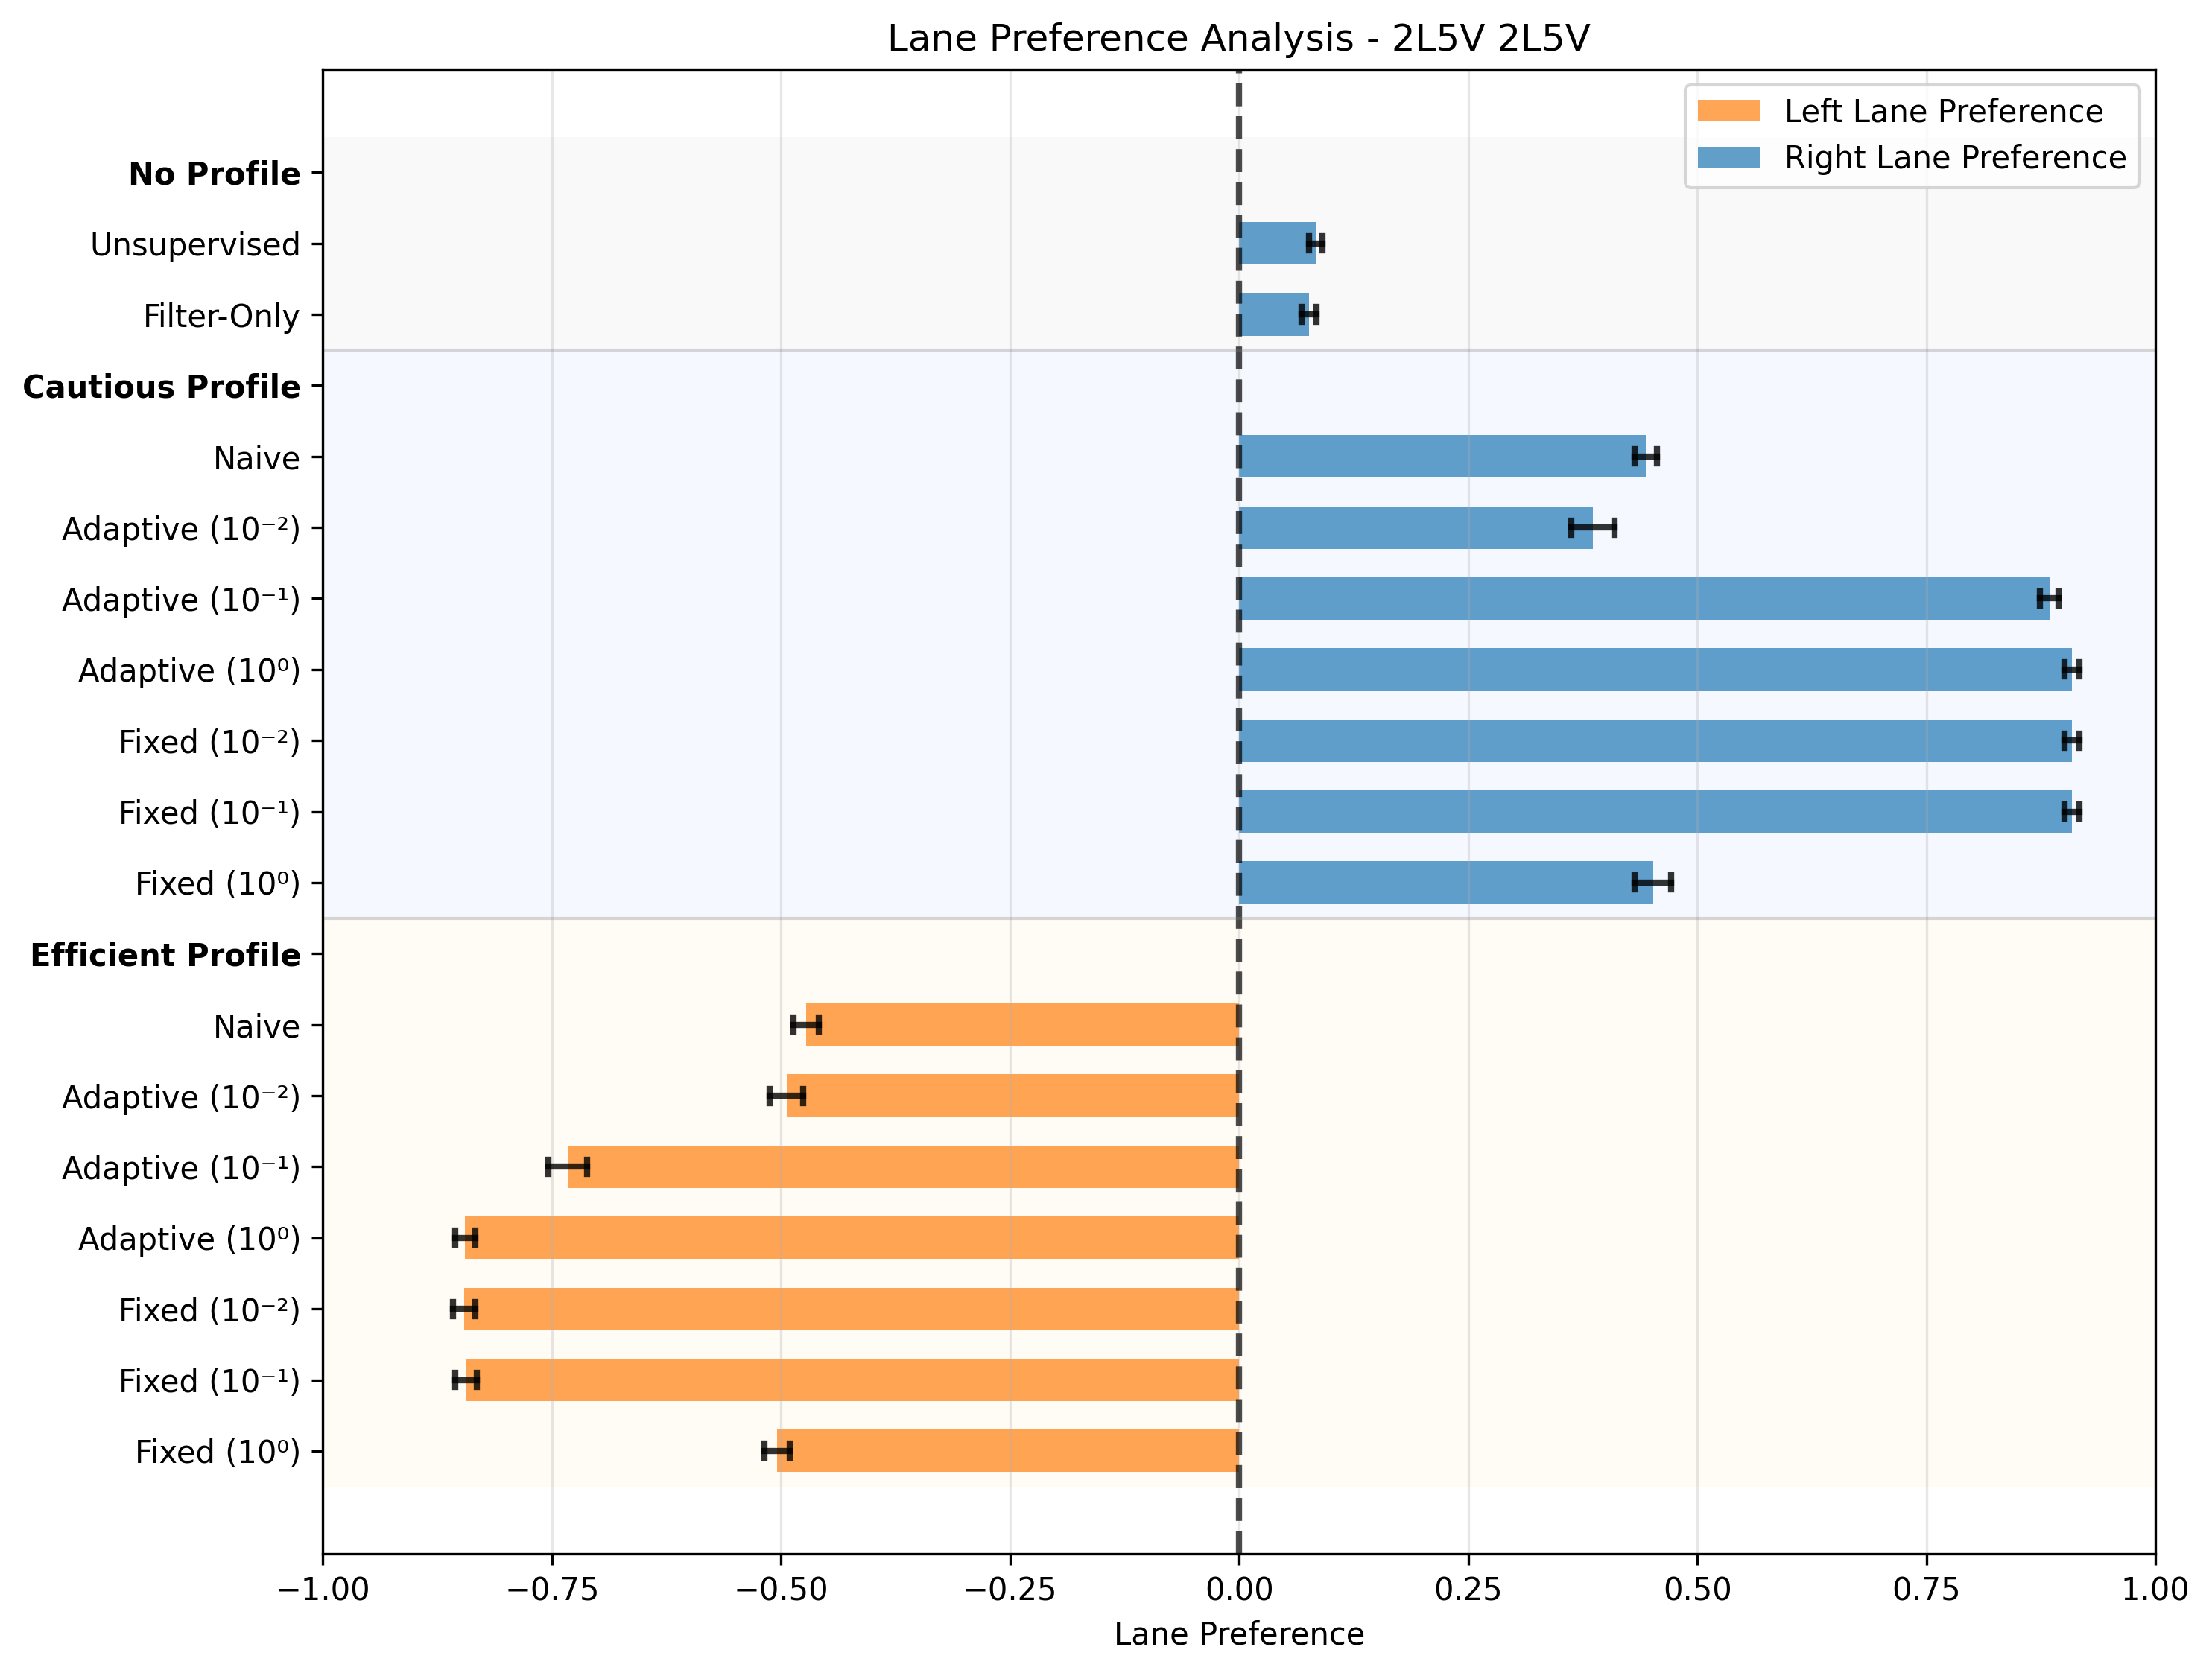 Lane Preference Analysis - 2L5V 2L5V
Left Lane Preference
Right Lane Preference
No Profile
Unsupervised
Filter-Only
Cautious Profile
Naive
Adaptive (10⁻²)
Adaptive (10⁻¹)
Adaptive (10⁰)
Fixed (10⁻²)
Fixed (10⁻¹)
Fixed (10⁰)
Efficient Profile
Naive
Adaptive (10⁻²)
Adaptive (10⁻¹)
Adaptive (10⁰)
Fixed (10⁻²)
Fixed (10⁻¹)
Fixed (10⁰)
−1.00 −0.75 −0.50 −0.25 0.00 0.25 0.50 0.75 1.00
Lane Preference